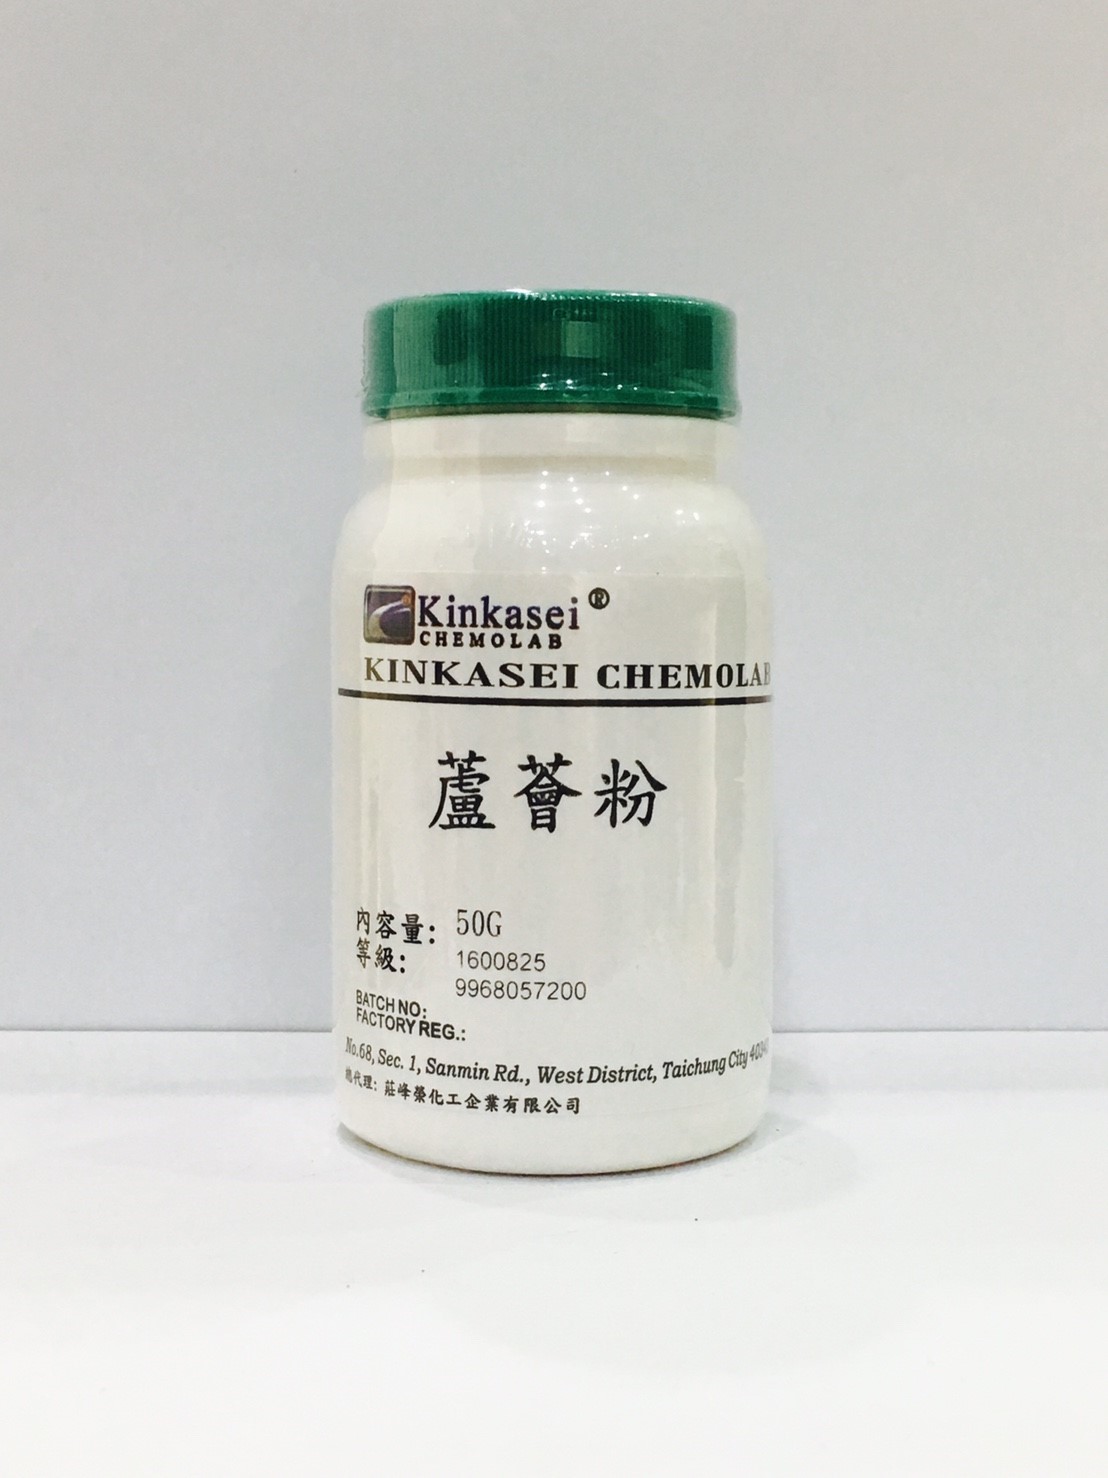 Kinkasei ®
CHEMOLAB
KINKASEI CHEMOLAB
蘆薈粉
內容量: 50G
等級: 1600825
9968057200
BATCH NO:
FACTORY REG.:
No.68, Sec. 1, Sanmin Rd., West District, Taichung City
總代理: 莊峰榮化工企業有限公司